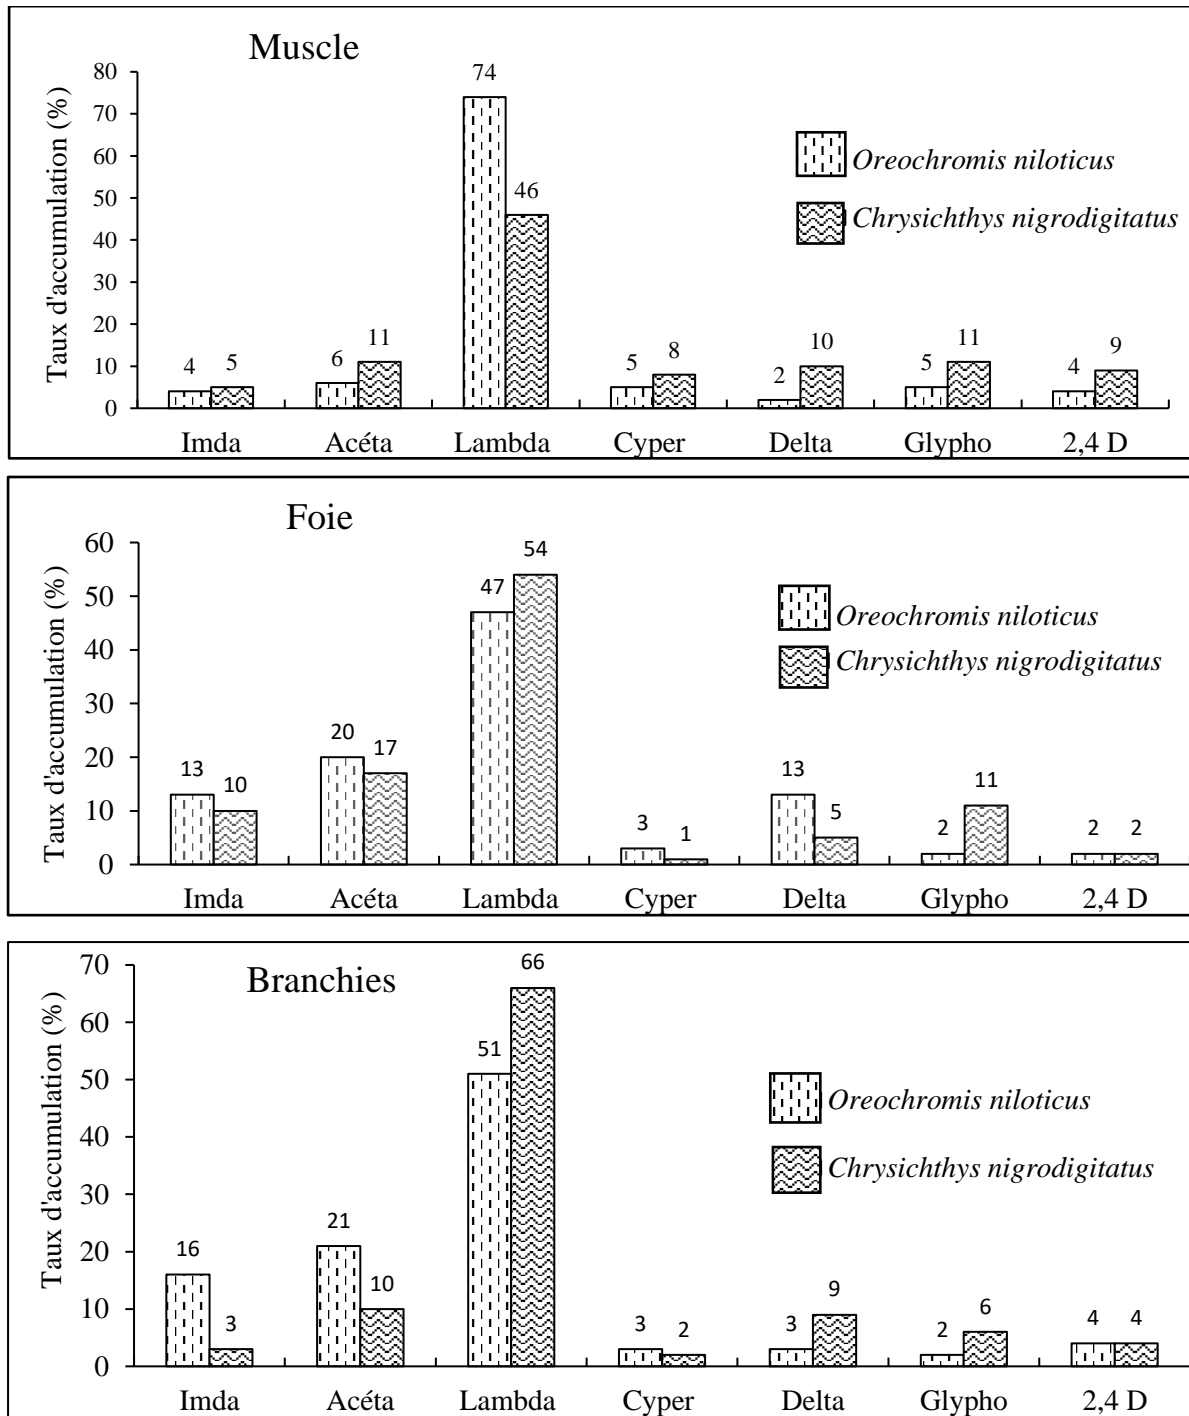 Muscle
Taux d'accumulation (%)
80
70
60
50
40
30
20
10
0
4 5 6 11 74 46 5 8 2 10 5 11 4 9
Oreochromis niloticus
Chrysichthys nigrodigitatus
Imda Acéta Lambda Cyper Delta Glypho 2,4 D
Foie
Taux d'accumulation (%)
60
50
40
30
20
10
0
13 10 20 17 47 54 3 1 13 5 2 11 2 2
Oreochromis niloticus
Chrysichthys nigrodigitatus
Imda Acéta Lambda Cyper Delta Glypho 2,4 D
Branchies
Taux d'accumulation (%)
70
60
50
40
30
20
10
0
16 3 21 10 51 66 3 2 3 9 2 6 4 4
Oreochromis niloticus
Chrysichthys nigrodigitatus
Imda Acéta Lambda Cyper Delta Glypho 2,4 D